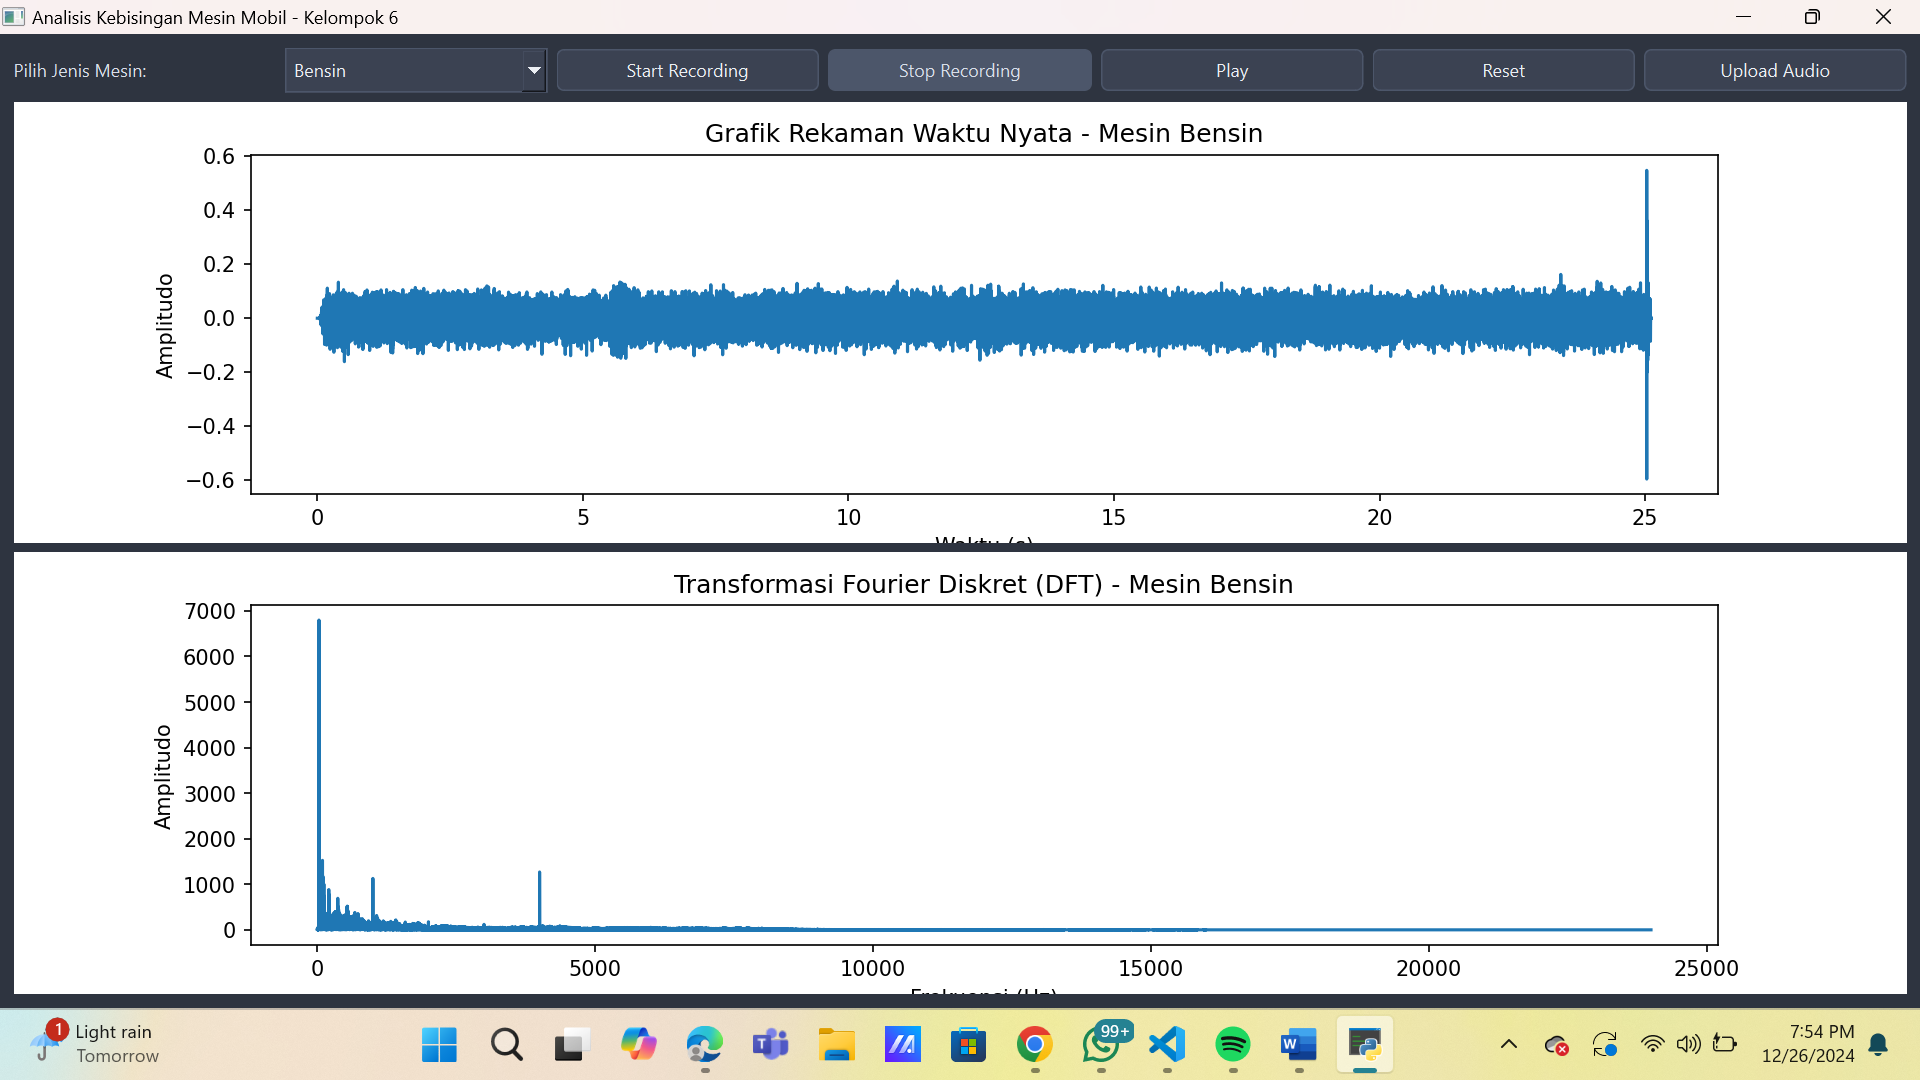 Analisis Kebisingan Mesin Mobil - Kelompok 6
Pilih Jenis Mesin:
Bensin
Start Recording
Stop Recording
Play
Reset
Upload Audio
Grafik Rekaman Waktu Nyata - Mesin Bensin
Amplitudo
0.6
0.4
0.2
0.0
−0.2
−0.4
−0.6
0 5 10 15 20 25
Waktu (s)
Transformasi Fourier Diskret (DFT) - Mesin Bensin
Amplitudo
7000
6000
5000
4000
3000
2000
1000
0
0 5000 10000 15000 20000 25000
Frekuensi (Hz)
1
Light rain
Tomorrow
99+
7:54 PM
12/26/2024